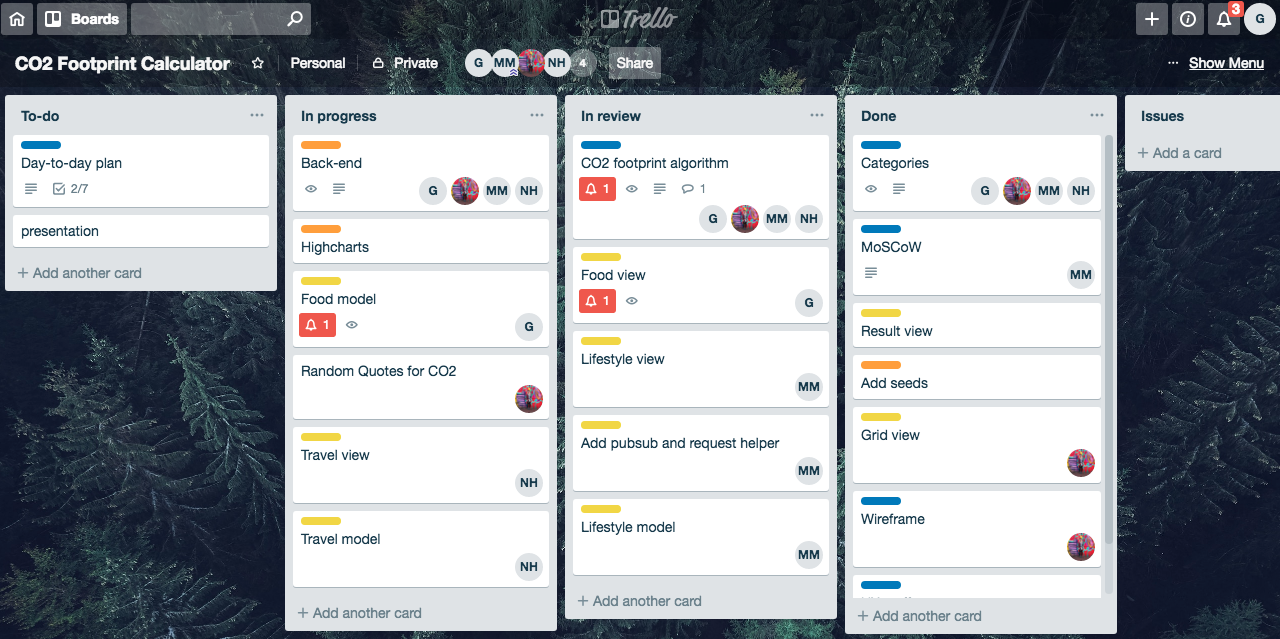 Boards
Trello
3
G
CO2 Footprint Calculator
Personal
Private
G
MM
NH
4
Share
Show Menu
To-do
Day-to-day plan
2/7
presentation
+ Add another card
In progress
Back-end
G
MM
NH
Highcharts
Food model
1
G
Random Quotes for CO2
Travel view
NH
Travel model
NH
+ Add another card
In review
CO2 footprint algorithm
1
1
G
MM
NH
Food view
1
G
Lifestyle view
MM
Add pubsub and request helper
MM
Lifestyle model
MM
+ Add another card
Done
Categories
G
MM
NH
MoSCoW
MM
Result view
Add seeds
Grid view
Wireframe
+ Add another card
Issues
+ Add a card